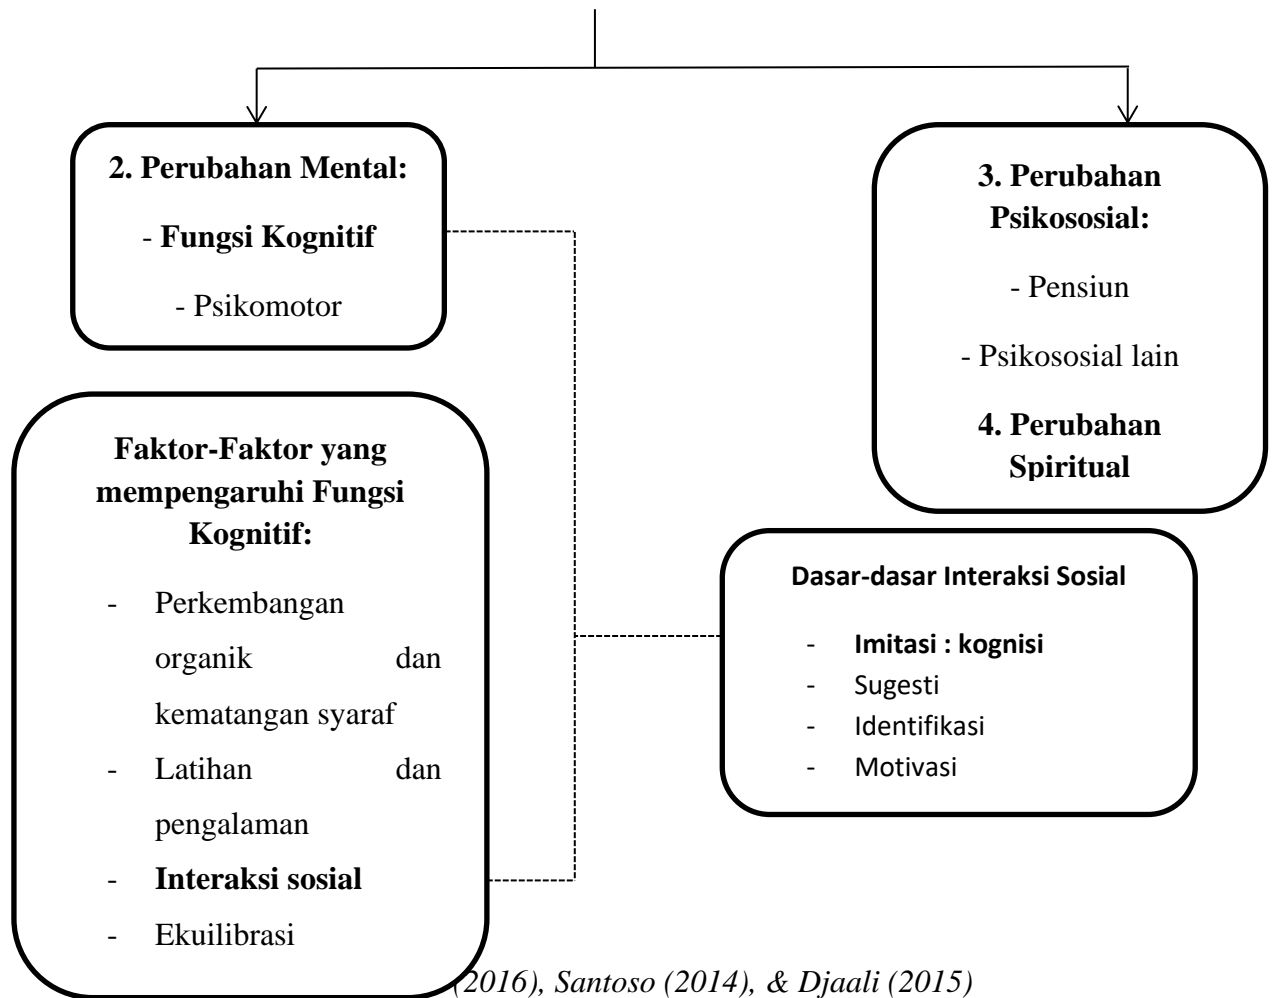 2. Perubahan Mental:
- Fungsi Kognitif
- Psikomotor
3. Perubahan
Psikososial:
- Pensiun
- Psikososial lain
4. Perubahan
Spiritual
Faktor-Faktor yang
mempengaruhi Fungsi
Kognitif:
- Perkembangan
organik dan
kematangan syaraf
- Latihan dan
pengalaman
- Interaksi sosial
- Ekuilibrasi
Dasar-dasar Interaksi Sosial
- Imitasi : kognisi
- Sugesti
- Identifikasi
- Motivasi
(2016), Santoso (2014), & Djaali (2015)